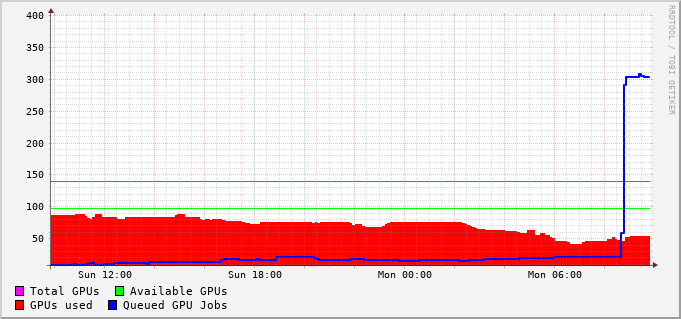 400
350
300
250
200
150
100
50
Sun 12:00 Sun 18:00 Mon 00:00 Mon 06:00
Total GPUs Available GPUs
GPUs used Queued GPU Jobs
RRDTOOL / TOBI OETIKER